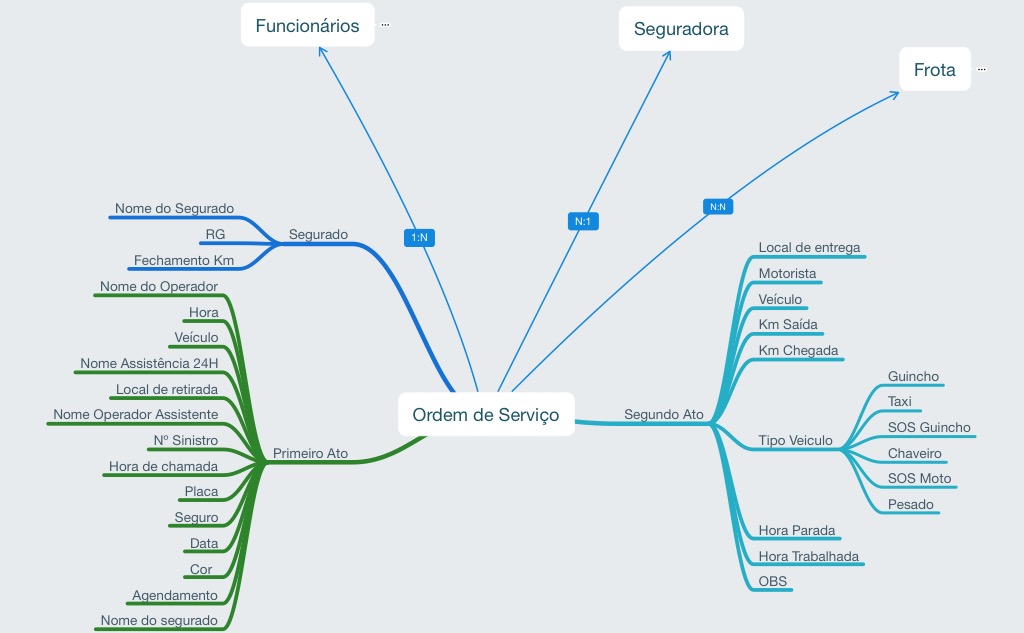 Funcionários
...
Seguradora
Frota
...
1:N
N:1
N:N
Nome do Segurado
RG
Fechamento Km
Segurado
Nome do Operador
Hora
Veículo
Nome Assistência 24H
Local de retirada
Nome Operador Assistente
Nº Sinistro
Hora de chamada
Placa
Seguro
Data
Cor
Agendamento
Nome do segurado
Primeiro Ato
Ordem de Serviço
Segundo Ato
Local de entrega
Motorista
Veículo
Km Saída
Km Chegada
Tipo Veiculo
Guincho
Taxi
SOS Guincho
Chaveiro
SOS Moto
Pesado
Hora Parada
Hora Trabalhada
OBS